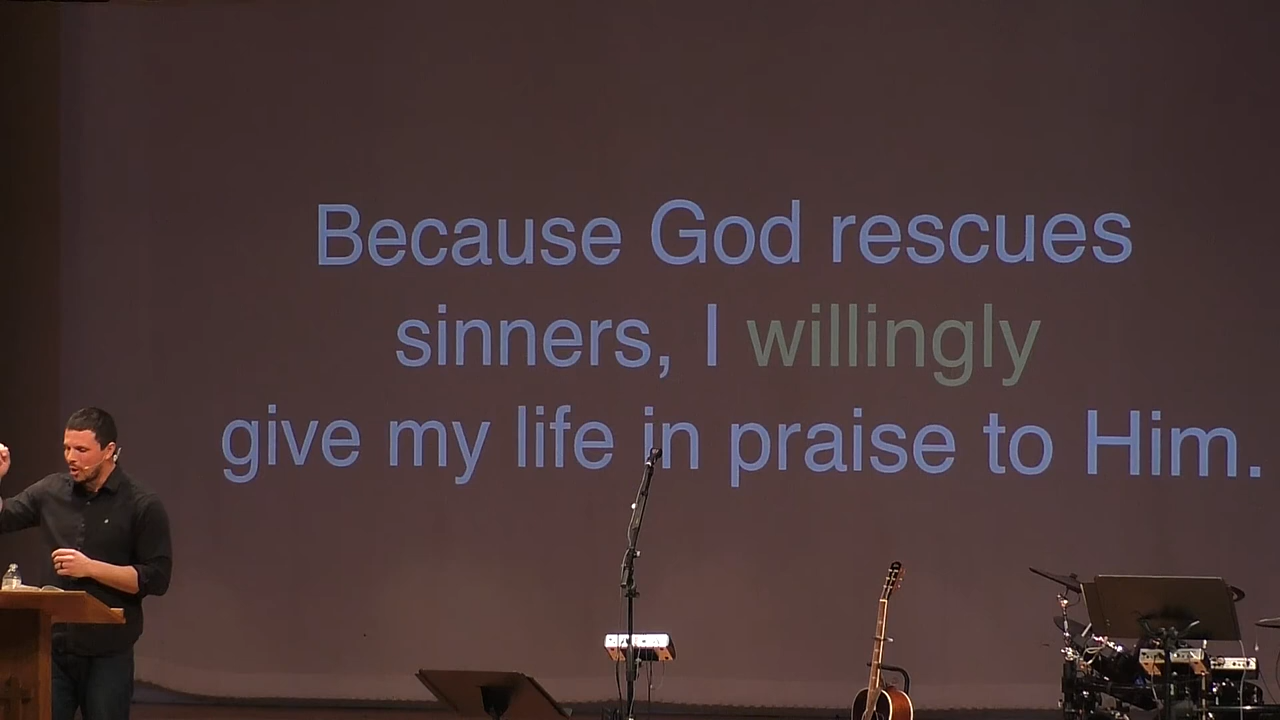 Because God rescues
sinners, I willingly
give my life in praise to Him.